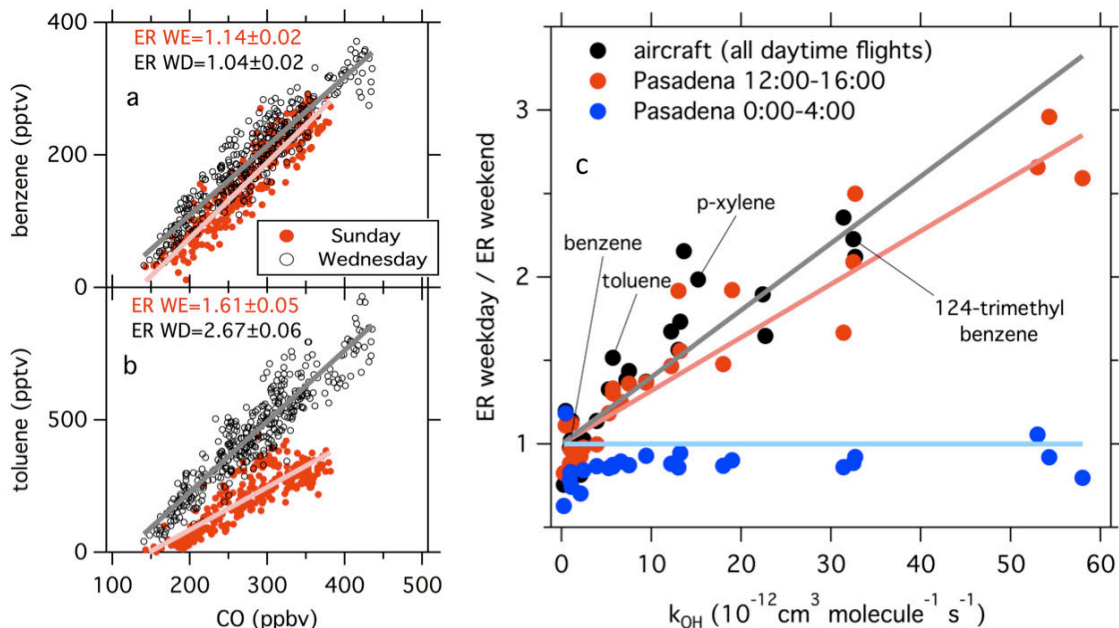 400
200
0
benzene (pptv)
ER WE=1.14±0.02
ER WD=1.04±0.02
a
Sunday
Wednesday
500
0
toluene (pptv)
ER WE=1.61±0.05
ER WD=2.67±0.06
b
100 200 300 400 500
CO (ppbv)
3
2
1
ER weekday / ER weekend
aircraft (all daytime flights)
Pasadena 12:00-16:00
Pasadena 0:00-4:00
c
p-xylene
benzene
toluene
124-trimethyl
benzene
0 10 20 30 40 50 60
k_OH (10⁻¹²cm³ molecule⁻¹ s⁻¹)